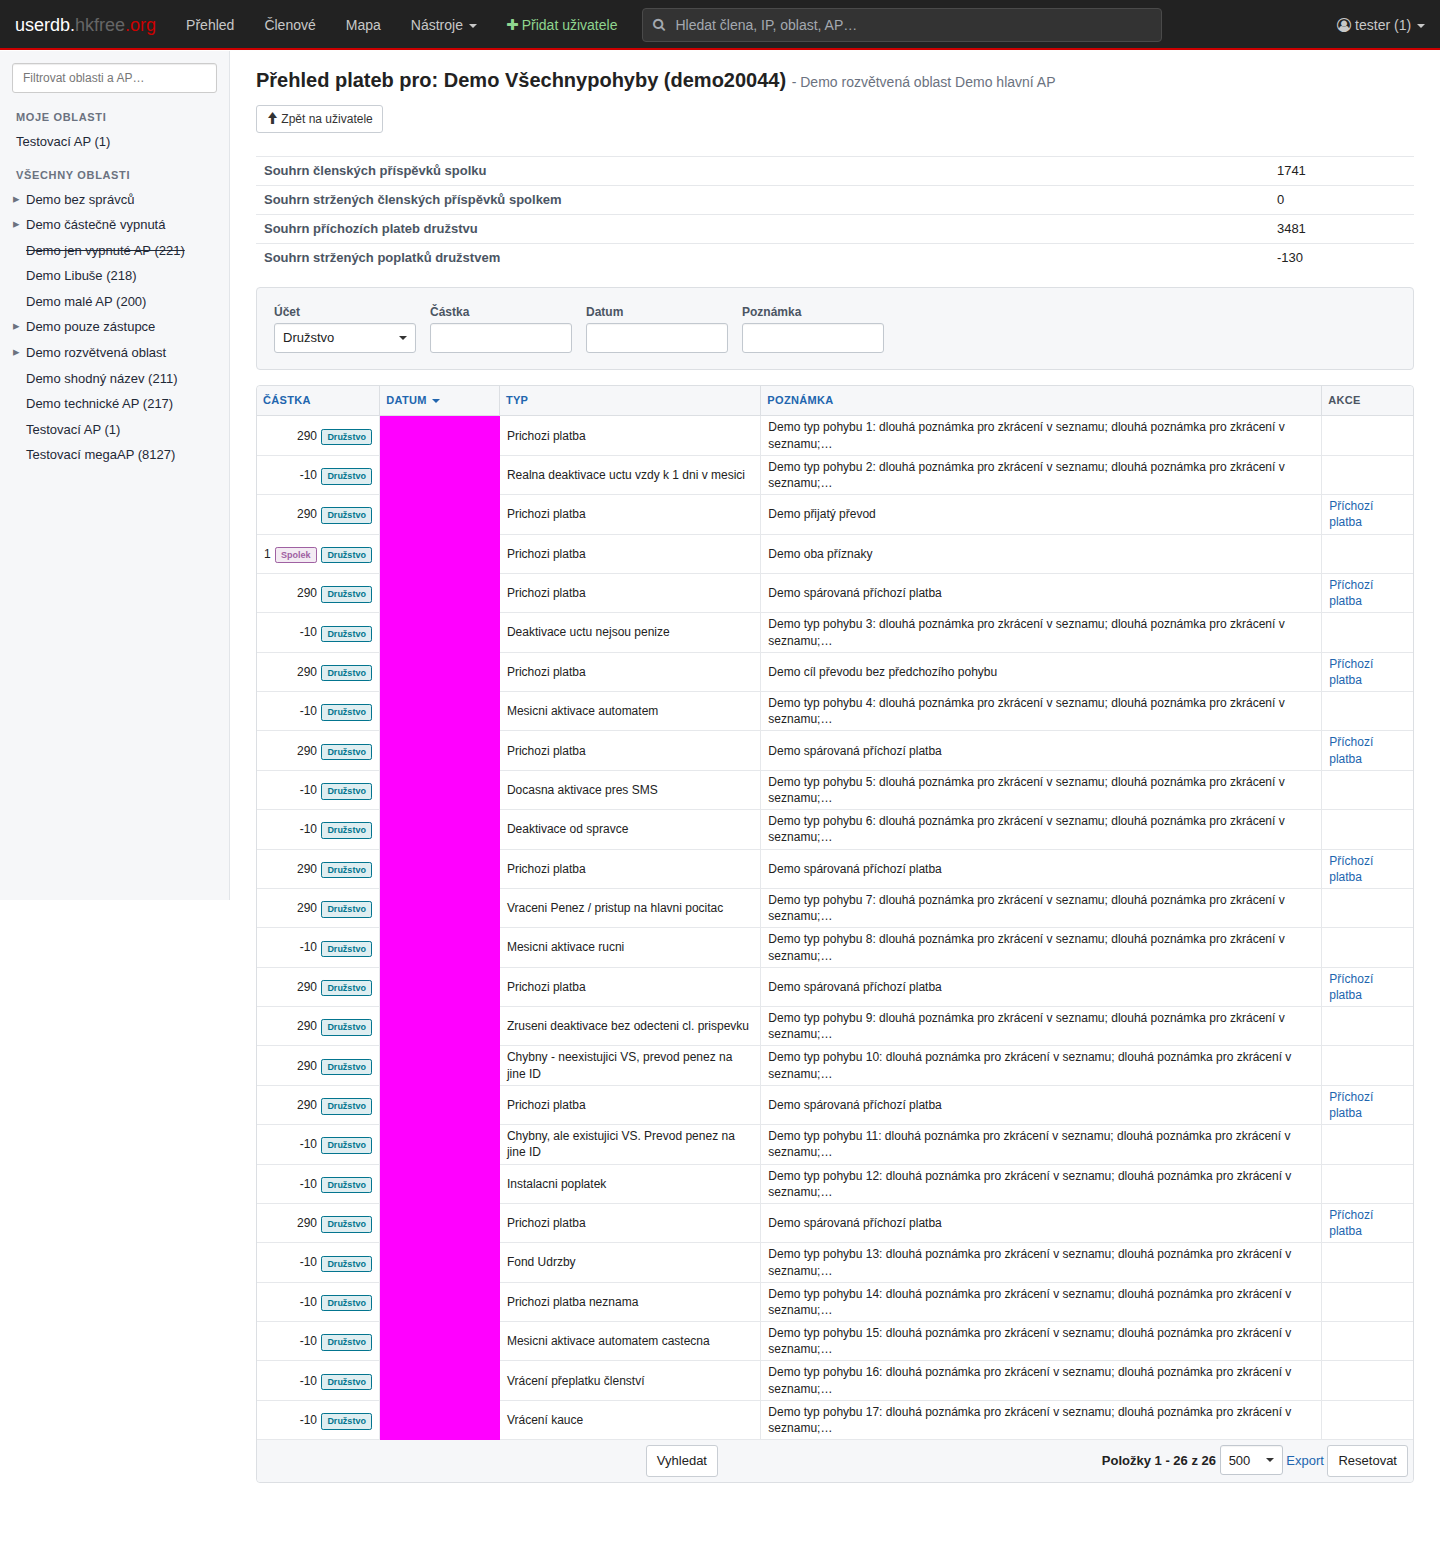 userdb.hkfree.org Přehled Členové Mapa Nástroje Přidat uživatele Hledat člena, IP, oblast, AP… tester (1)
Filtrovat oblasti a AP…
MOJE OBLASTI
Testovací AP (1)
VŠECHNY OBLASTI
Demo bez správců
Demo částečně vypnutá
Demo jen vypnuté AP (221)
Demo Libuše (218)
Demo malé AP (200)
Demo pouze zástupce
Demo rozvětvená oblast
Demo shodný název (211)
Demo technické AP (217)
Testovací AP (1)
Testovací megaAP (8127)
Přehled plateb pro: Demo Všechnypohyby (demo20044) - Demo rozvětvená oblast Demo hlavní AP
Zpět na uživatele
Souhrn členských příspěvků spolku 1741
Souhrn stržených členských příspěvků spolkem 0
Souhrn příchozích plateb družstvu 3481
Souhrn stržených poplatků družstvem -130
Účet Částka Datum Poznámka
Družstvo
ČÁSTKA DATUM TYP POZNÁMKA AKCE
290 Družstvo Prichozi platba Demo typ pohybu 1: dlouhá poznámka pro zkrácení v seznamu; dlouhá poznámka pro zkrácení v
seznamu;…
-10 Družstvo Realna deaktivace uctu vzdy k 1 dni v mesici Demo typ pohybu 2: dlouhá poznámka pro zkrácení v seznamu; dlouhá poznámka pro zkrácení v
seznamu;…
290 Družstvo Prichozi platba Demo přijatý převod Příchozí
platba
1 Spolek Družstvo Prichozi platba Demo oba příznaky
290 Družstvo Prichozi platba Demo spárovaná příchozí platba Příchozí
platba
-10 Družstvo Deaktivace uctu nejsou penize Demo typ pohybu 3: dlouhá poznámka pro zkrácení v seznamu; dlouhá poznámka pro zkrácení v
seznamu;…
290 Družstvo Prichozi platba Demo cíl převodu bez předchozího pohybu Příchozí
platba
-10 Družstvo Mesicni aktivace automatem Demo typ pohybu 4: dlouhá poznámka pro zkrácení v seznamu; dlouhá poznámka pro zkrácení v
seznamu;…
290 Družstvo Prichozi platba Demo spárovaná příchozí platba Příchozí
platba
-10 Družstvo Docasna aktivace pres SMS Demo typ pohybu 5: dlouhá poznámka pro zkrácení v seznamu; dlouhá poznámka pro zkrácení v
seznamu;…
-10 Družstvo Deaktivace od spravce Demo typ pohybu 6: dlouhá poznámka pro zkrácení v seznamu; dlouhá poznámka pro zkrácení v
seznamu;…
290 Družstvo Prichozi platba Demo spárovaná příchozí platba Příchozí
platba
290 Družstvo Vraceni Penez / pristup na hlavni pocitac Demo typ pohybu 7: dlouhá poznámka pro zkrácení v seznamu; dlouhá poznámka pro zkrácení v
seznamu;…
-10 Družstvo Mesicni aktivace rucni Demo typ pohybu 8: dlouhá poznámka pro zkrácení v seznamu; dlouhá poznámka pro zkrácení v
seznamu;…
290 Družstvo Prichozi platba Demo spárovaná příchozí platba Příchozí
platba
290 Družstvo Zruseni deaktivace bez odecteni cl. prispevku Demo typ pohybu 9: dlouhá poznámka pro zkrácení v seznamu; dlouhá poznámka pro zkrácení v
seznamu;…
290 Družstvo Chybny - neexistujici VS, prevod penez na Demo typ pohybu 10: dlouhá poznámka pro zkrácení v seznamu; dlouhá poznámka pro zkrácení v
jine ID seznamu;…
290 Družstvo Prichozi platba Demo spárovaná příchozí platba Příchozí
platba
-10 Družstvo Chybny, ale existujici VS. Prevod penez na Demo typ pohybu 11: dlouhá poznámka pro zkrácení v seznamu; dlouhá poznámka pro zkrácení v
jine ID seznamu;…
-10 Družstvo Instalacni poplatek Demo typ pohybu 12: dlouhá poznámka pro zkrácení v seznamu; dlouhá poznámka pro zkrácení v
seznamu;…
290 Družstvo Prichozi platba Demo spárovaná příchozí platba Příchozí
platba
-10 Družstvo Fond Udrzby Demo typ pohybu 13: dlouhá poznámka pro zkrácení v seznamu; dlouhá poznámka pro zkrácení v
seznamu;…
-10 Družstvo Prichozi platba neznama Demo typ pohybu 14: dlouhá poznámka pro zkrácení v seznamu; dlouhá poznámka pro zkrácení v
seznamu;…
-10 Družstvo Mesicni aktivace automatem castecna Demo typ pohybu 15: dlouhá poznámka pro zkrácení v seznamu; dlouhá poznámka pro zkrácení v
seznamu;…
-10 Družstvo Vrácení přeplatku členství Demo typ pohybu 16: dlouhá poznámka pro zkrácení v seznamu; dlouhá poznámka pro zkrácení v
seznamu;…
-10 Družstvo Vrácení kauce Demo typ pohybu 17: dlouhá poznámka pro zkrácení v seznamu; dlouhá poznámka pro zkrácení v
seznamu;…
Vyhledat Položky 1 - 26 z 26 500 Export Resetovat